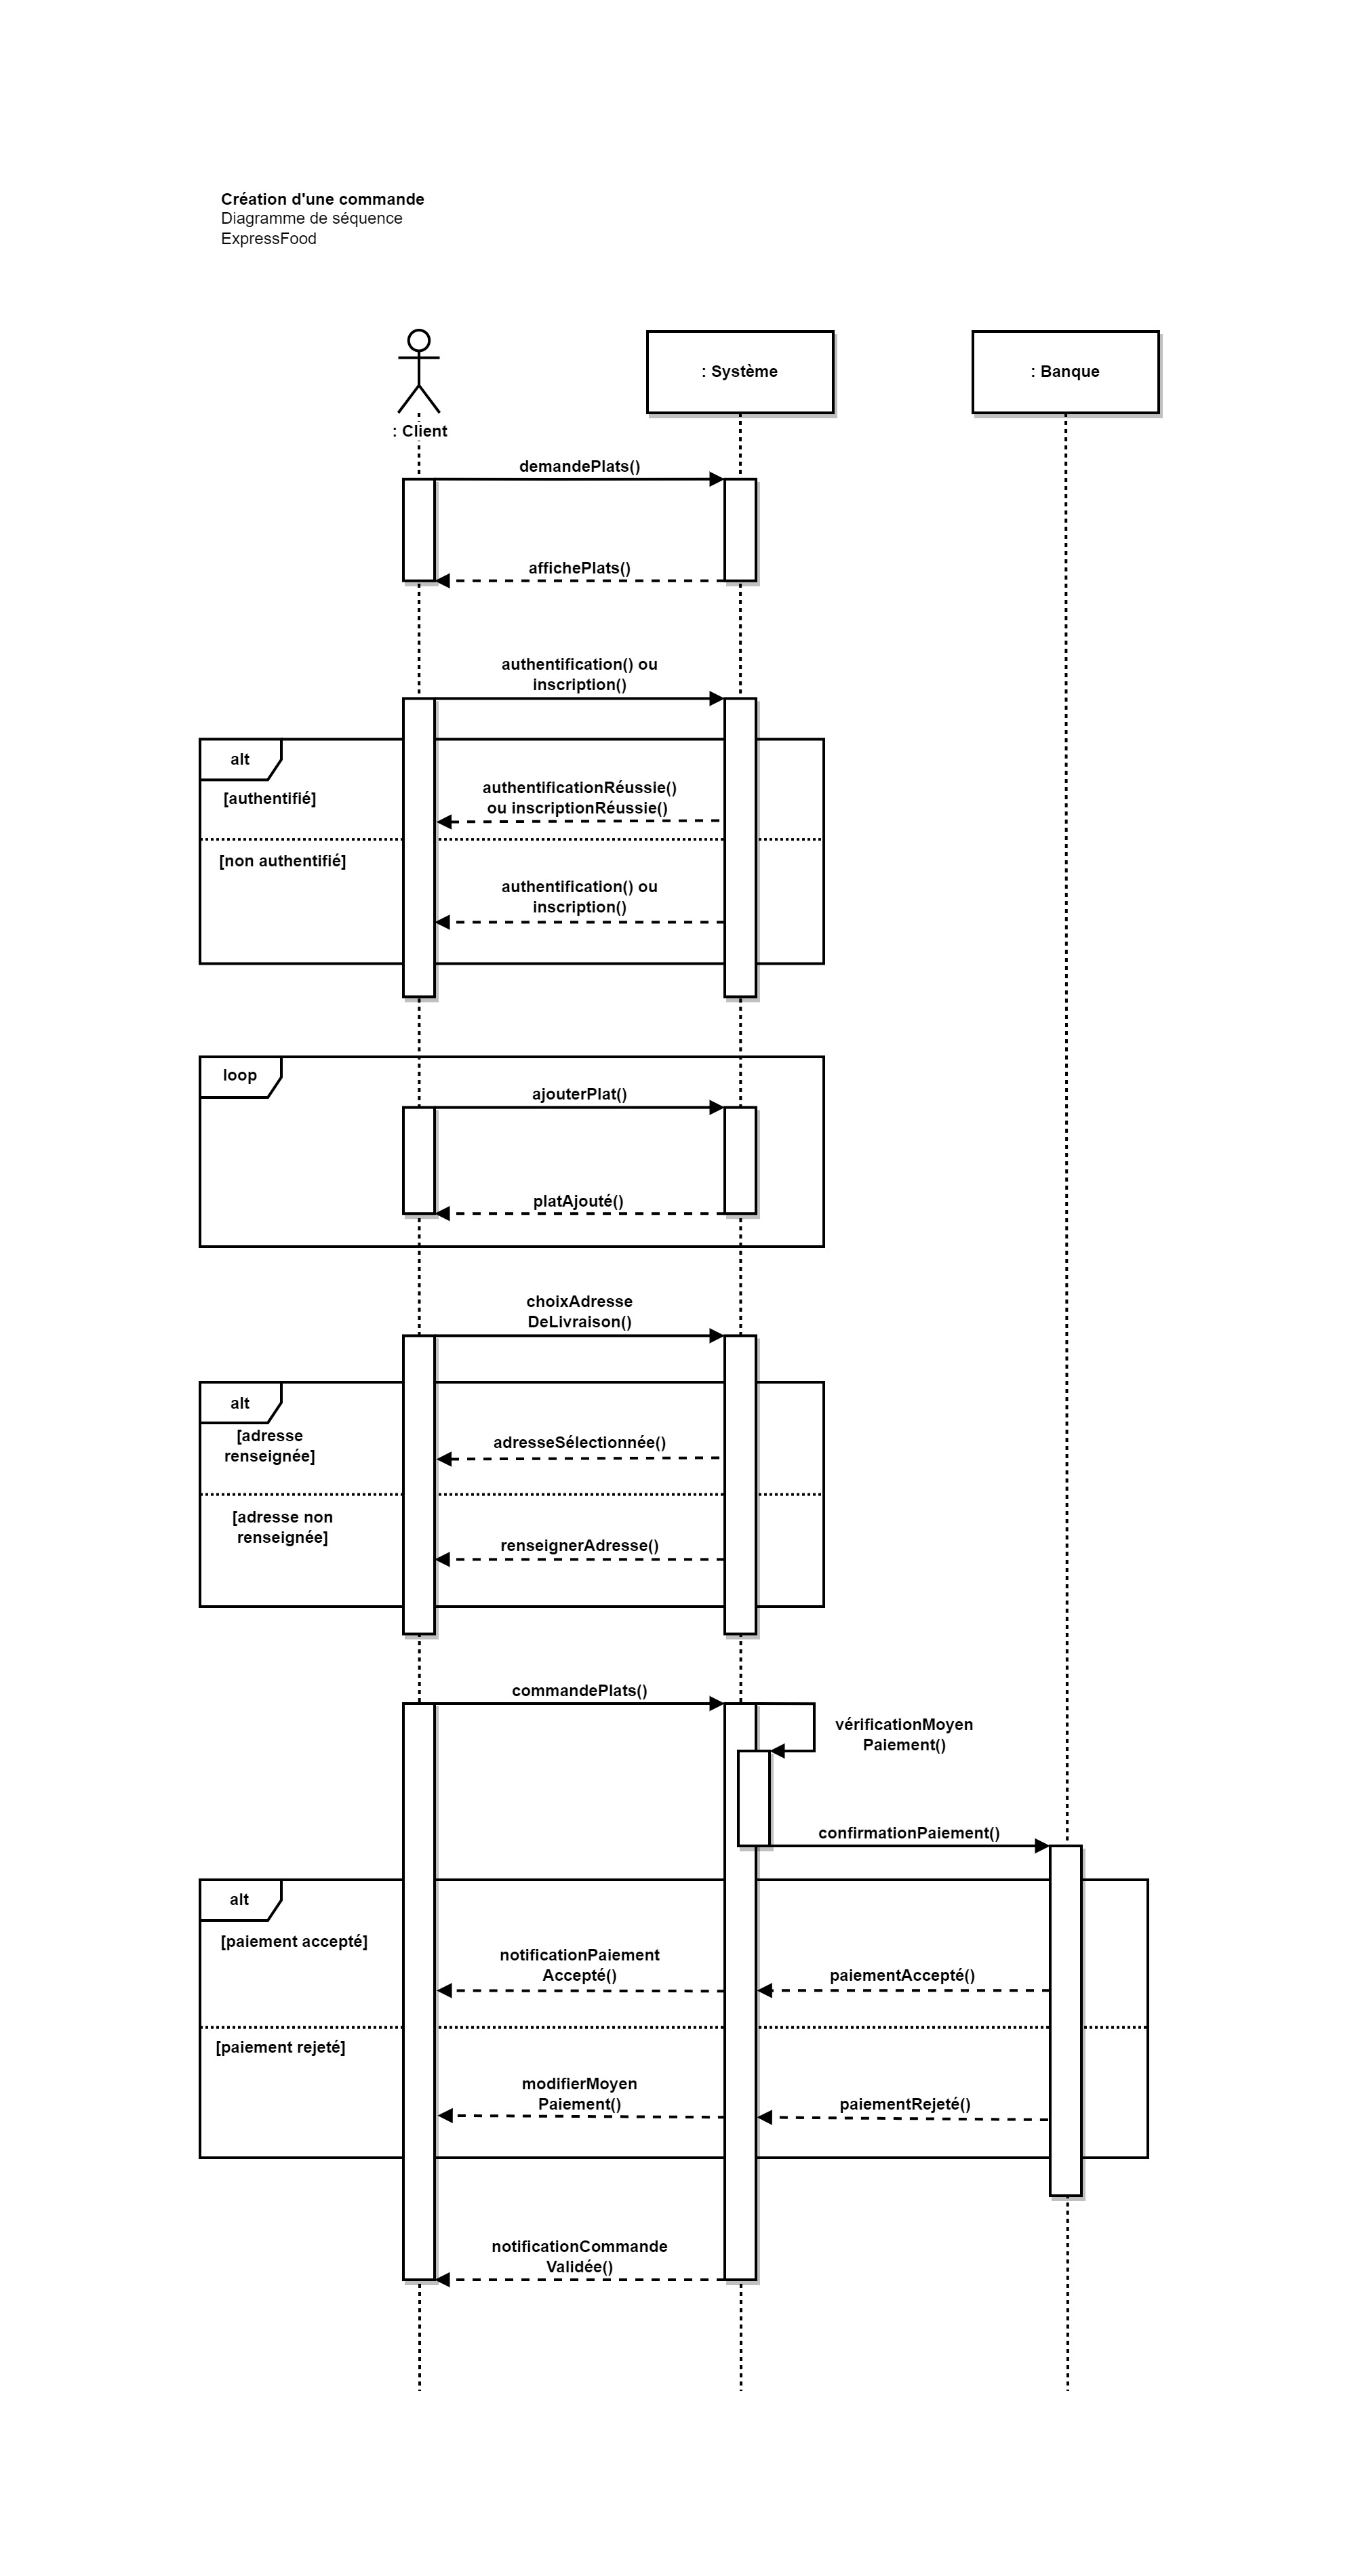 Création d'une commande
Diagramme de séquence
ExpressFood
: Système
: Banque
: Client
demandePlats()
affichePlats()
authentification() ou
inscription()
alt
[authentifié]
authentificationRéussie()
ou inscriptionRéussie()
[non authentifié]
authentification() ou
inscription()
loop
ajouterPlat()
platAjouté()
choixAdresse
DeLivraison()
alt
[adresse
renseignée]
adresseSélectionnée()
[adresse non
renseignée]
renseignerAdresse()
commandePlats()
vérificationMoyen
Paiement()
confirmationPaiement()
alt
[paiement accepté]
notificationPaiement
Accepté()
paiementAccepté()
[paiement rejeté]
modifierMoyen
Paiement()
paiementRejeté()
notificationCommande
Validée()